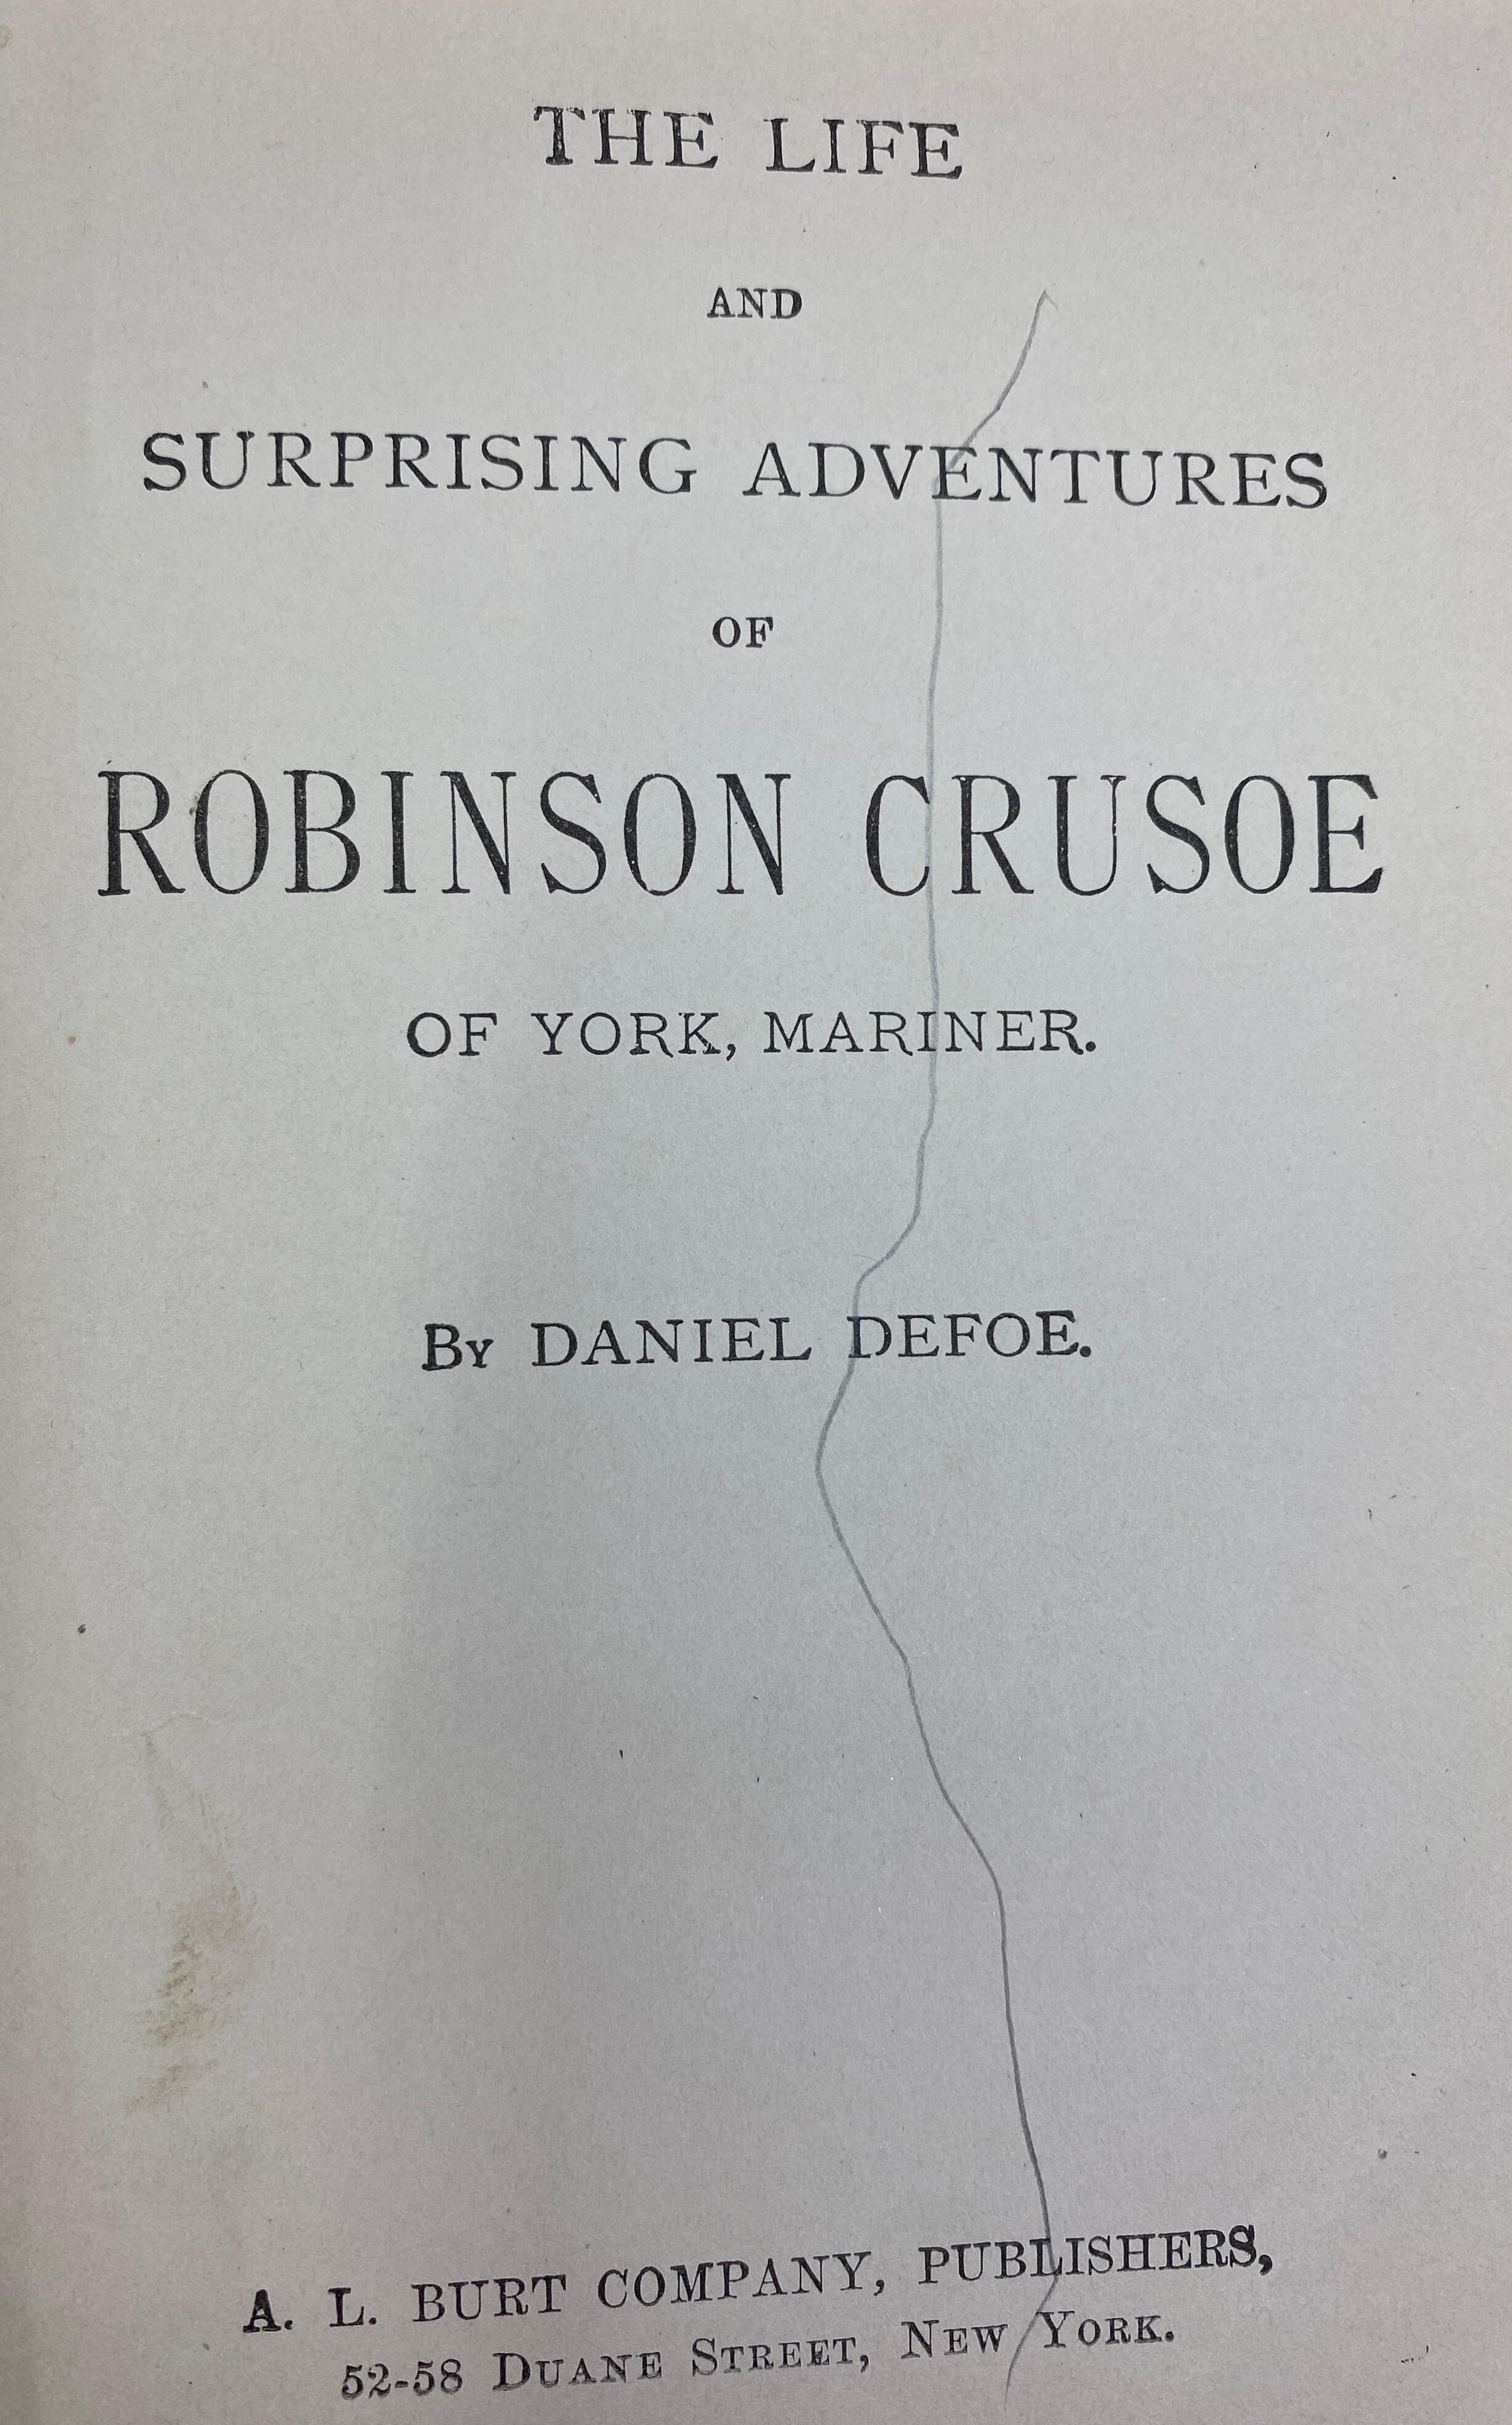 THE LIFE
AND
SURPRISING ADVENTURES
OF
ROBINSON CRUSOE
OF YORK, MARINER.
By DANIEL DEFOE.
A. L. BURT COMPANY, PUBLISHERS,
52-58 DUANE STREET, NEW YORK.